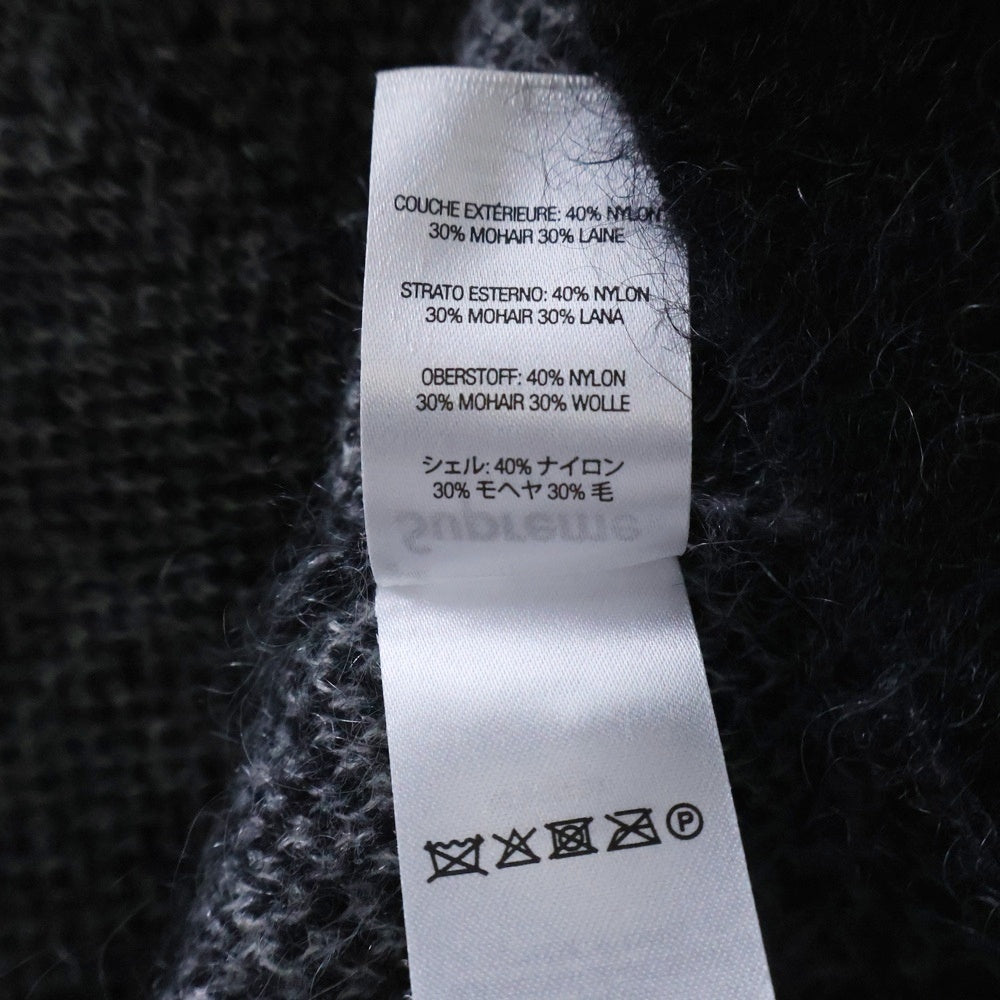 COUCHE EXTÉRIEURE: 40% NYLON
30% MOHAIR 30% LAINE
STRATO ESTERNO: 40% NYLON
30% MOHAIR 30% LANA
OBERSTOFF: 40% NYLON
30% MOHAIR 30% WOLLE
シェル: 40% ナイロン
30% モヘヤ 30% 毛
Supreme
P